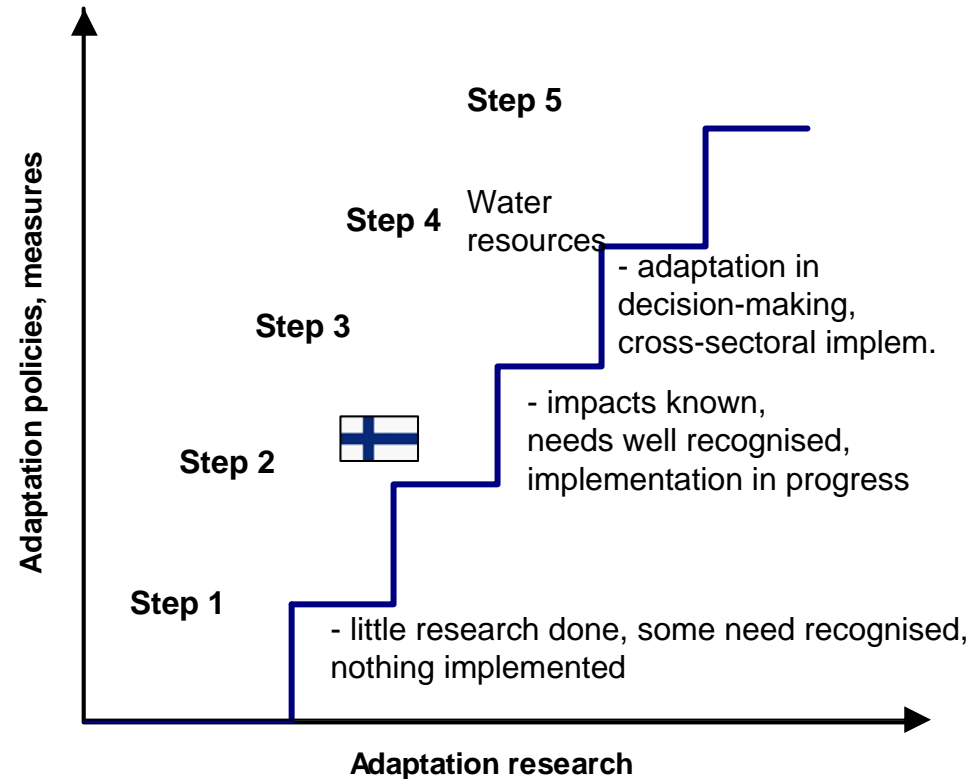 Step 5
Water
Step 4
resources
- adaptation in
decision-making,
cross-sectoral implem.
Step 3
- impacts known,
needs well recognised,
implementation in progress
Step 2
Step 1
- little research done, some need recognised,
nothing implemented
Adaptation policies, measures
Adaptation research